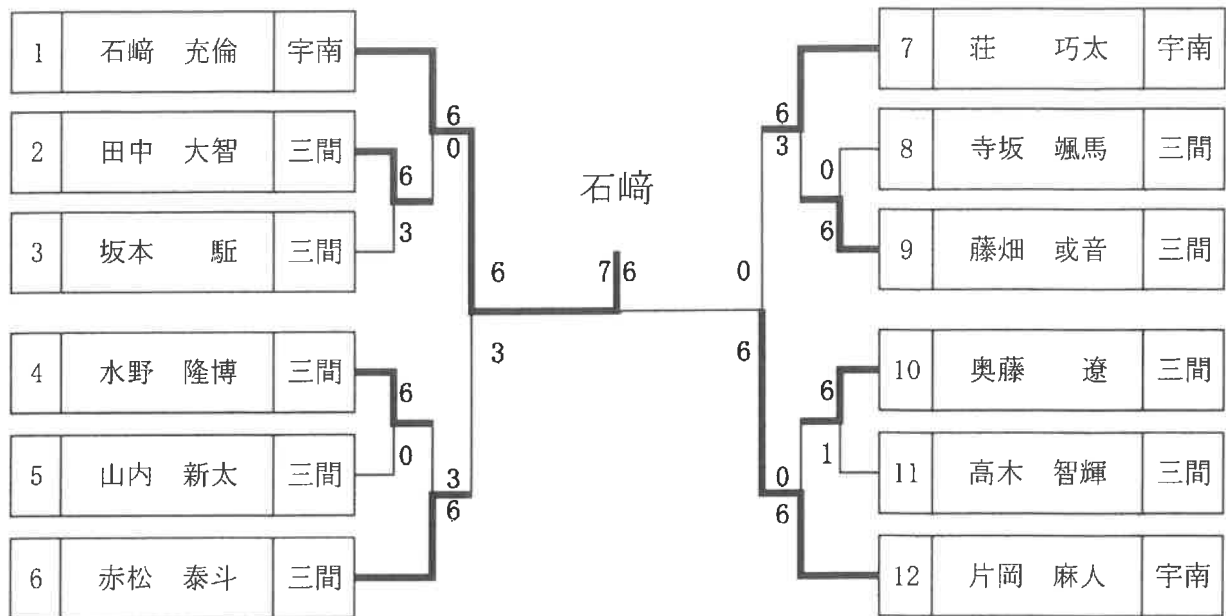 1 石﨑 充倫 宇南
2 田中 大智 三間
3 坂本 駈 三間
4 水野 隆博 三間
5 山内 新太 三間
6 赤松 泰斗 三間
6
0
6
3
6
0
3
6
6
3
石﨑
7 6
0
6
6
3
0
6
6
1
0
6
7 荘 巧太 宇南
8 寺坂 颯馬 三間
9 藤畑 或音 三間
10 奥藤 遼 三間
11 高木 智輝 三間
12 片岡 麻人 宇南